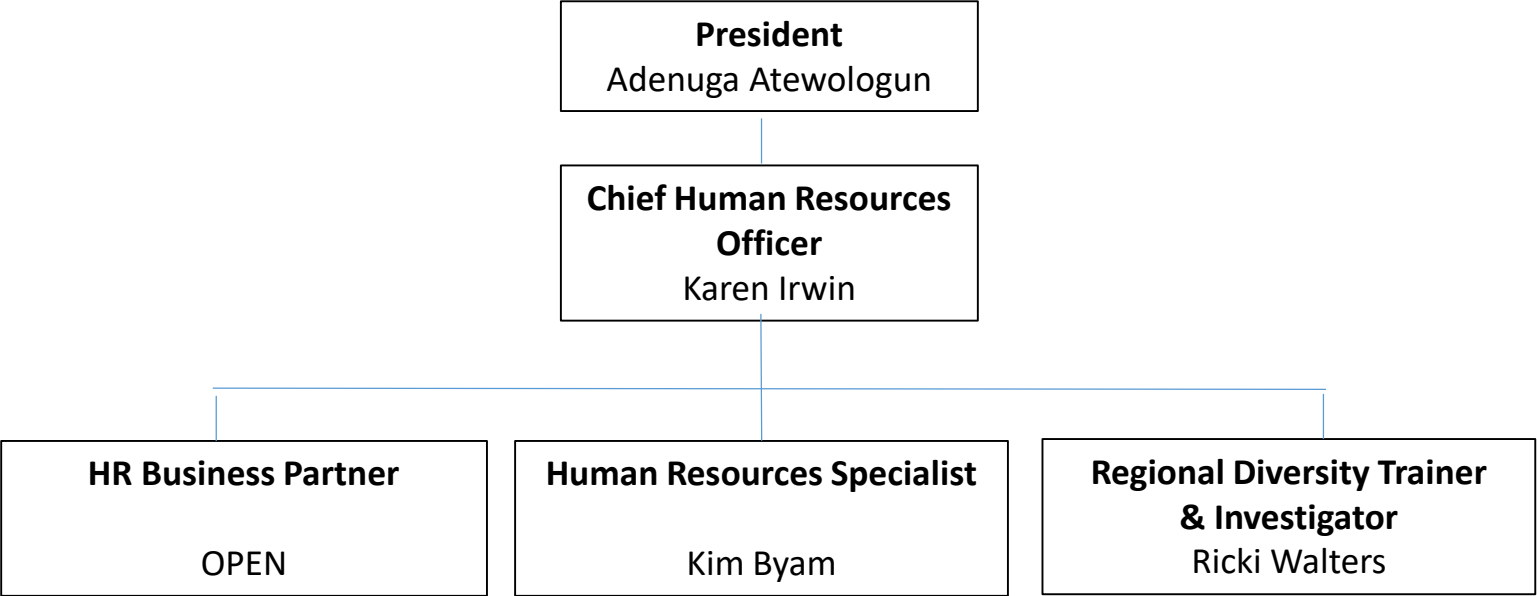 President
Adenuga Atewologun
Chief Human Resources
Officer
Karen Irwin
HR Business Partner
OPEN
Human Resources Specialist
Kim Byam
Regional Diversity Trainer
& Investigator
Ricki Walters